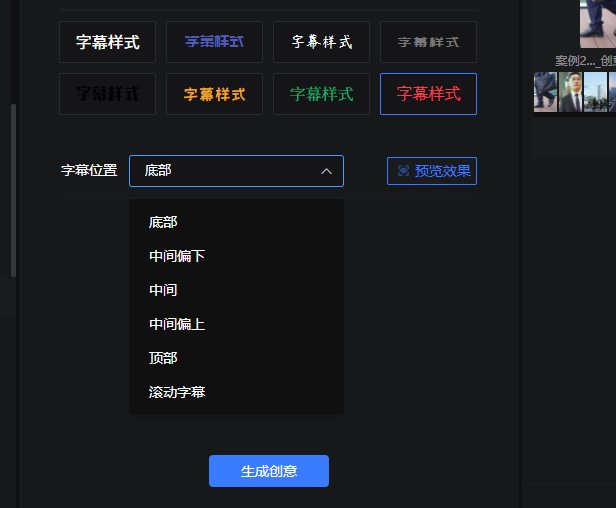 字幕样式 字幕样式 字幕样式 字幕样式
字幕样式 字幕样式 字幕样式 字幕样式
案例2..._创意
字幕位置 底部 预览效果
底部
中间偏下
中间
中间偏上
顶部
滚动字幕
生成创意